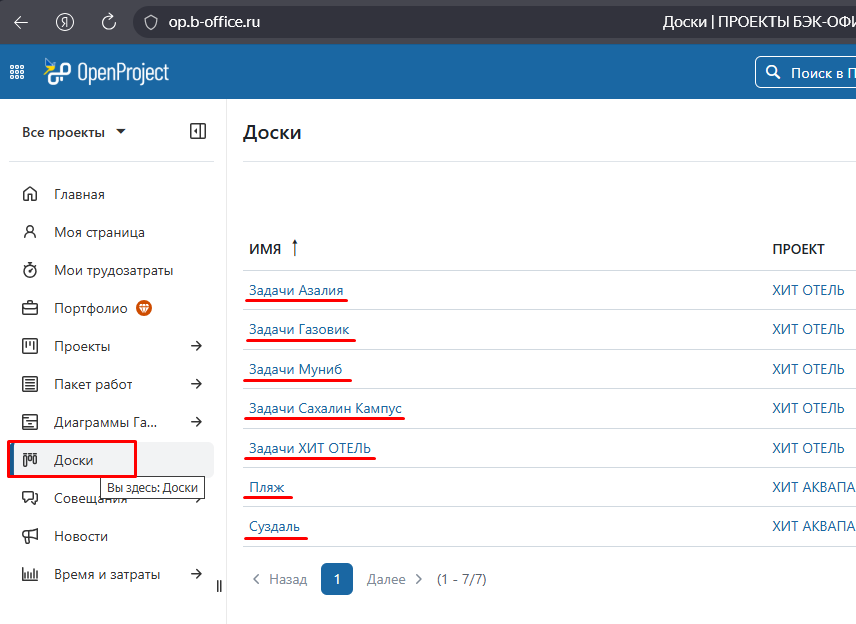 op.b-office.ru
Доски | ПРОЕКТЫ БЭК-ОФИ
OpenProject
Поиск в П
Все проекты
Доски
Главная
Моя страница
Мои трудозатраты
Портфолио
Проекты
Пакет работ
Диаграммы Га...
Доски
Вы здесь: Доски
Совещания
Новости
Время и затраты
ИМЯ ПРОЕКТ
Задачи Азалия ХИТ ОТЕЛЬ
Задачи Газовик ХИТ ОТЕЛЬ
Задачи Муниб ХИТ ОТЕЛЬ
Задачи Сахалин Кампус ХИТ ОТЕЛЬ
Задачи ХИТ ОТЕЛЬ ХИТ ОТЕЛЬ
Пляж ХИТ АКВАПА
Суздаль ХИТ АКВАПА
Назад 1 Далее (1 - 7/7)